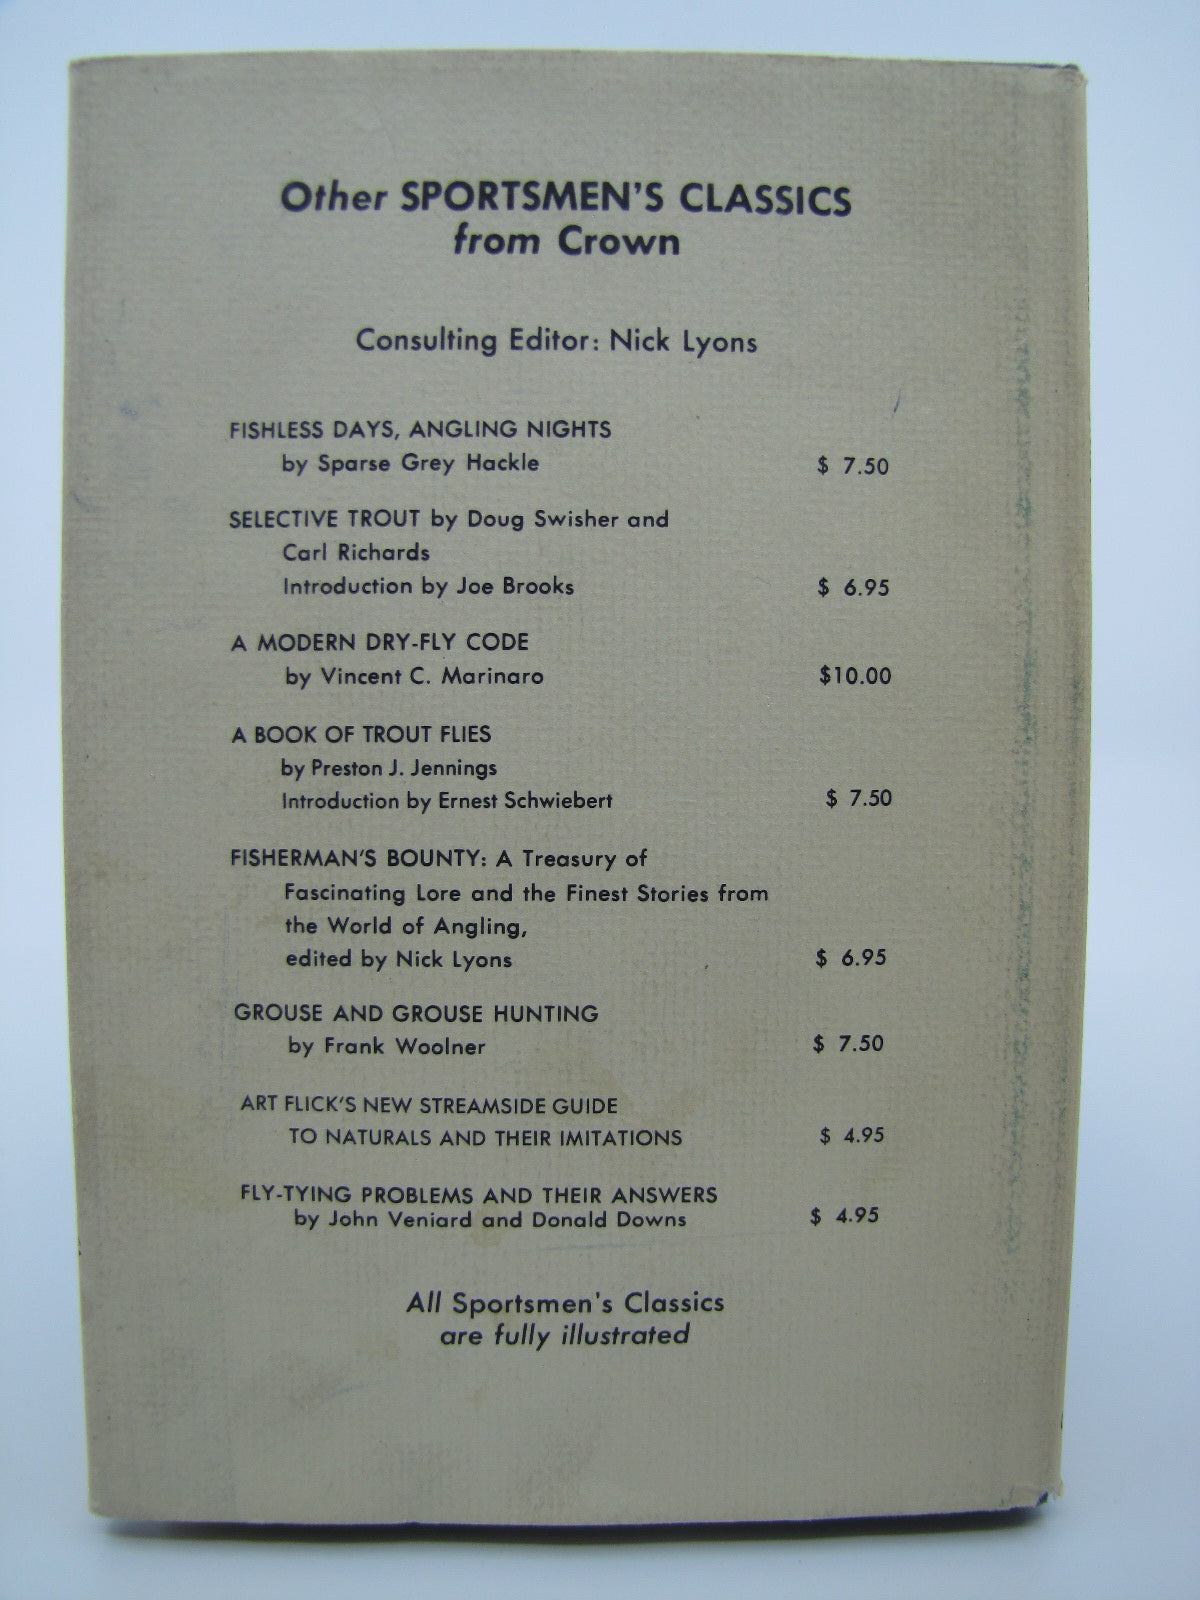 Other SPORTSMEN'S CLASSICS
from Crown
Consulting Editor: Nick Lyons
FISHLESS DAYS, ANGLING NIGHTS
by Sparse Grey Hackle $ 7.50
SELECTIVE TROUT by Doug Swisher and
Carl Richards
Introduction by Joe Brooks $ 6.95
A MODERN DRY-FLY CODE
by Vincent C. Marinaro $10.00
A BOOK OF TROUT FLIES
by Preston J. Jennings
Introduction by Ernest Schwiebert $ 7.50
FISHERMAN'S BOUNTY: A Treasury of
Fascinating Lore and the Finest Stories from
the World of Angling,
edited by Nick Lyons $ 6.95
GROUSE AND GROUSE HUNTING
by Frank Woolner $ 7.50
ART FLICK'S NEW STREAMSIDE GUIDE
TO NATURALS AND THEIR IMITATIONS $ 4.95
FLY-TYING PROBLEMS AND THEIR ANSWERS
by John Veniard and Donald Downs $ 4.95
All Sportsmen's Classics
are fully illustrated